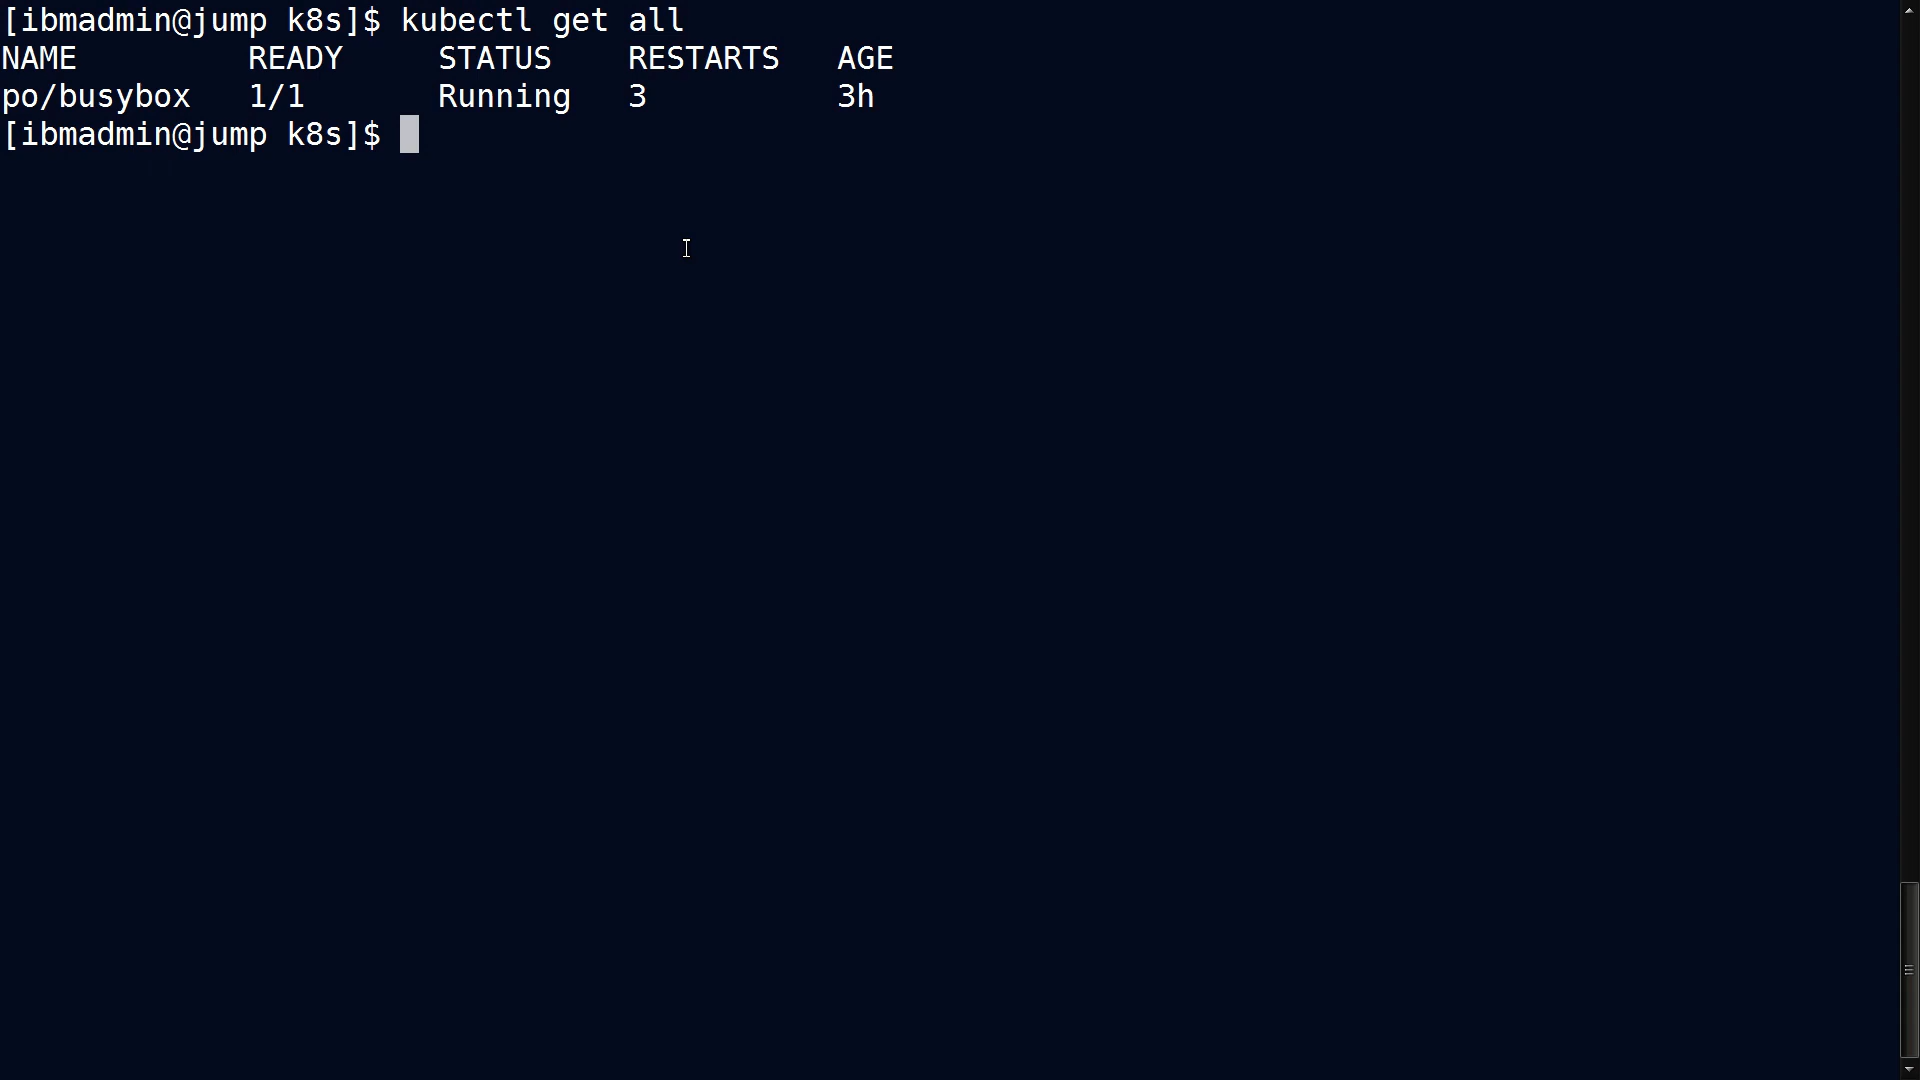 [ibmadmin@jump k8s]$ kubectl get all
NAME         READY     STATUS    RESTARTS   AGE
po/busybox   1/1       Running   3          3h
[ibmadmin@jump k8s]$